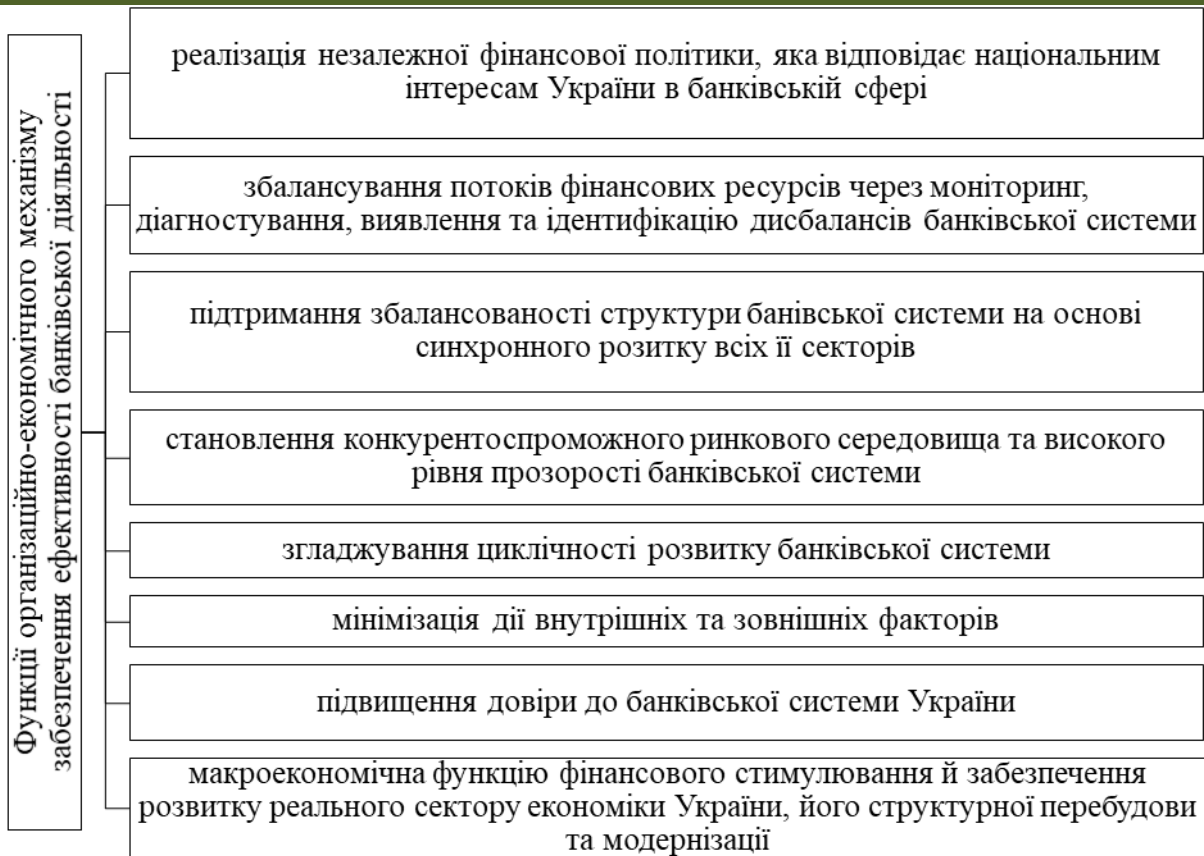 Функції організаційно-економічного механізму
забезпечення ефективності банківської діяльності
реалізація незалежної фінансової політики, яка відповідає національним
інтересам України в банківській сфері
збалансування потоків фінансових ресурсів через моніторинг,
діагностування, виявлення та ідентифікацію дисбалансів банківської системи
підтримання збалансованості структури банівської системи на основі
синхронного розитку всіх її секторів
становлення конкурентоспроможного ринкового середовища та високого
рівня прозорості банківської системи
згладжування циклічності розвитку банківської системи
мінімізація дії внутрішніх та зовнішніх факторів
підвищення довіри до банківської системи України
макроекономічна функцію фінансового стимулювання й забезпечення
розвитку реального сектору економіки України, його структурної перебудови
та модернізації